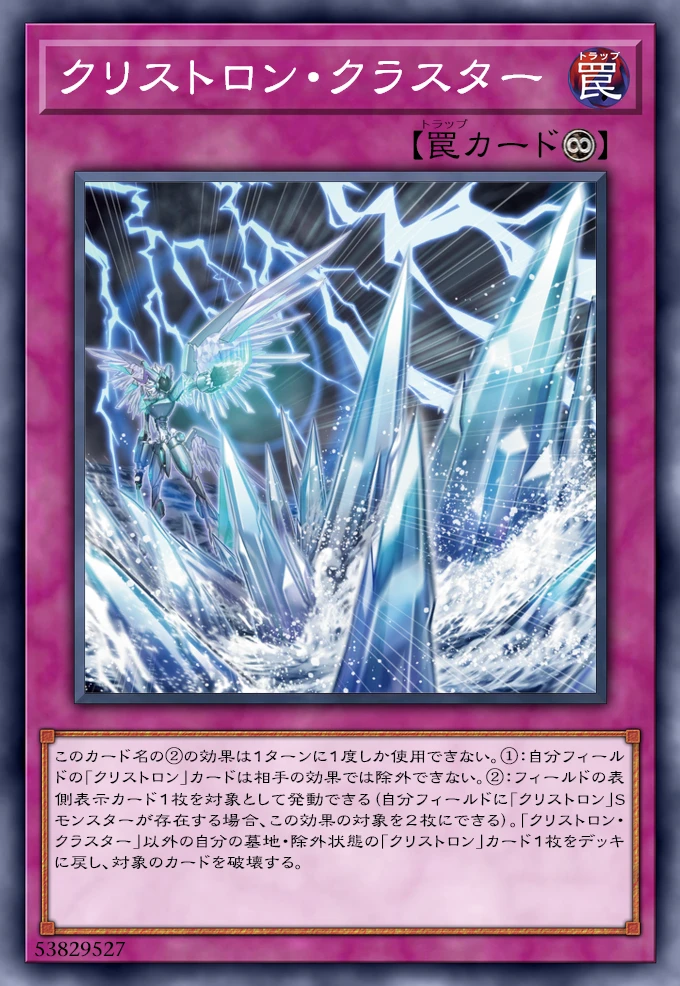 クリストロン・クラスター
トラップ
罠
トラップ
【罠カード】
このカード名の②の効果は1ターンに1度しか使用できない。①:自分フィール
ドの「クリストロン」カードは相手の効果では除外できない。②:フィールドの表
側表示カード1枚を対象として発動できる(自分フィールドに「クリストロン」S
モンスターが存在する場合、この効果の対象を2枚にできる)。「クリストロン・
クラスター」以外の自分の墓地・除外状態の「クリストロン」カード1枚をデッキ
に戻し、対象のカードを破壊する。
53829527